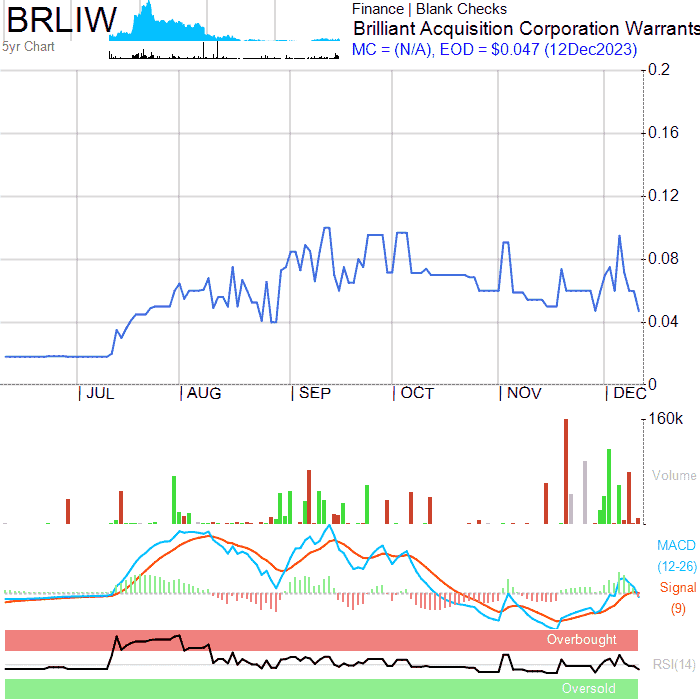 BRLIW
5yr Chart
Finance | Blank Checks
Brilliant Acquisition Corporation Warrants
MC = (N/A), EOD = $0.047 (12Dec2023)
0.2
0.16
0.12
0.08
0.04
0
| JUL | AUG | SEP | OCT | NOV | DEC
160k
Volume
MACD
(12-26)
Signal
(9)
Overbought
RSI(14)
Oversold